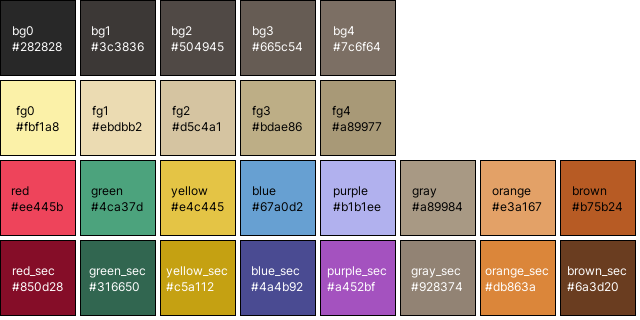 bg0
#282828
bg1
#3c3836
bg2
#504945
bg3
#665c54
bg4
#7c6f64
fg0
#fbf1a8
fg1
#ebdbb2
fg2
#d5c4a1
fg3
#bdae86
fg4
#a89977
red
#ee445b
green
#4ca37d
yellow
#e4c445
blue
#67a0d2
purple
#b1b1ee
gray
#a89984
orange
#e3a167
brown
#b75b24
red_sec
#850d28
green_sec
#316650
yellow_sec
#c5a112
blue_sec
#4a4b92
purple_sec
#a452bf
gray_sec
#928374
orange_sec
#db863a
brown_sec
#6a3d20